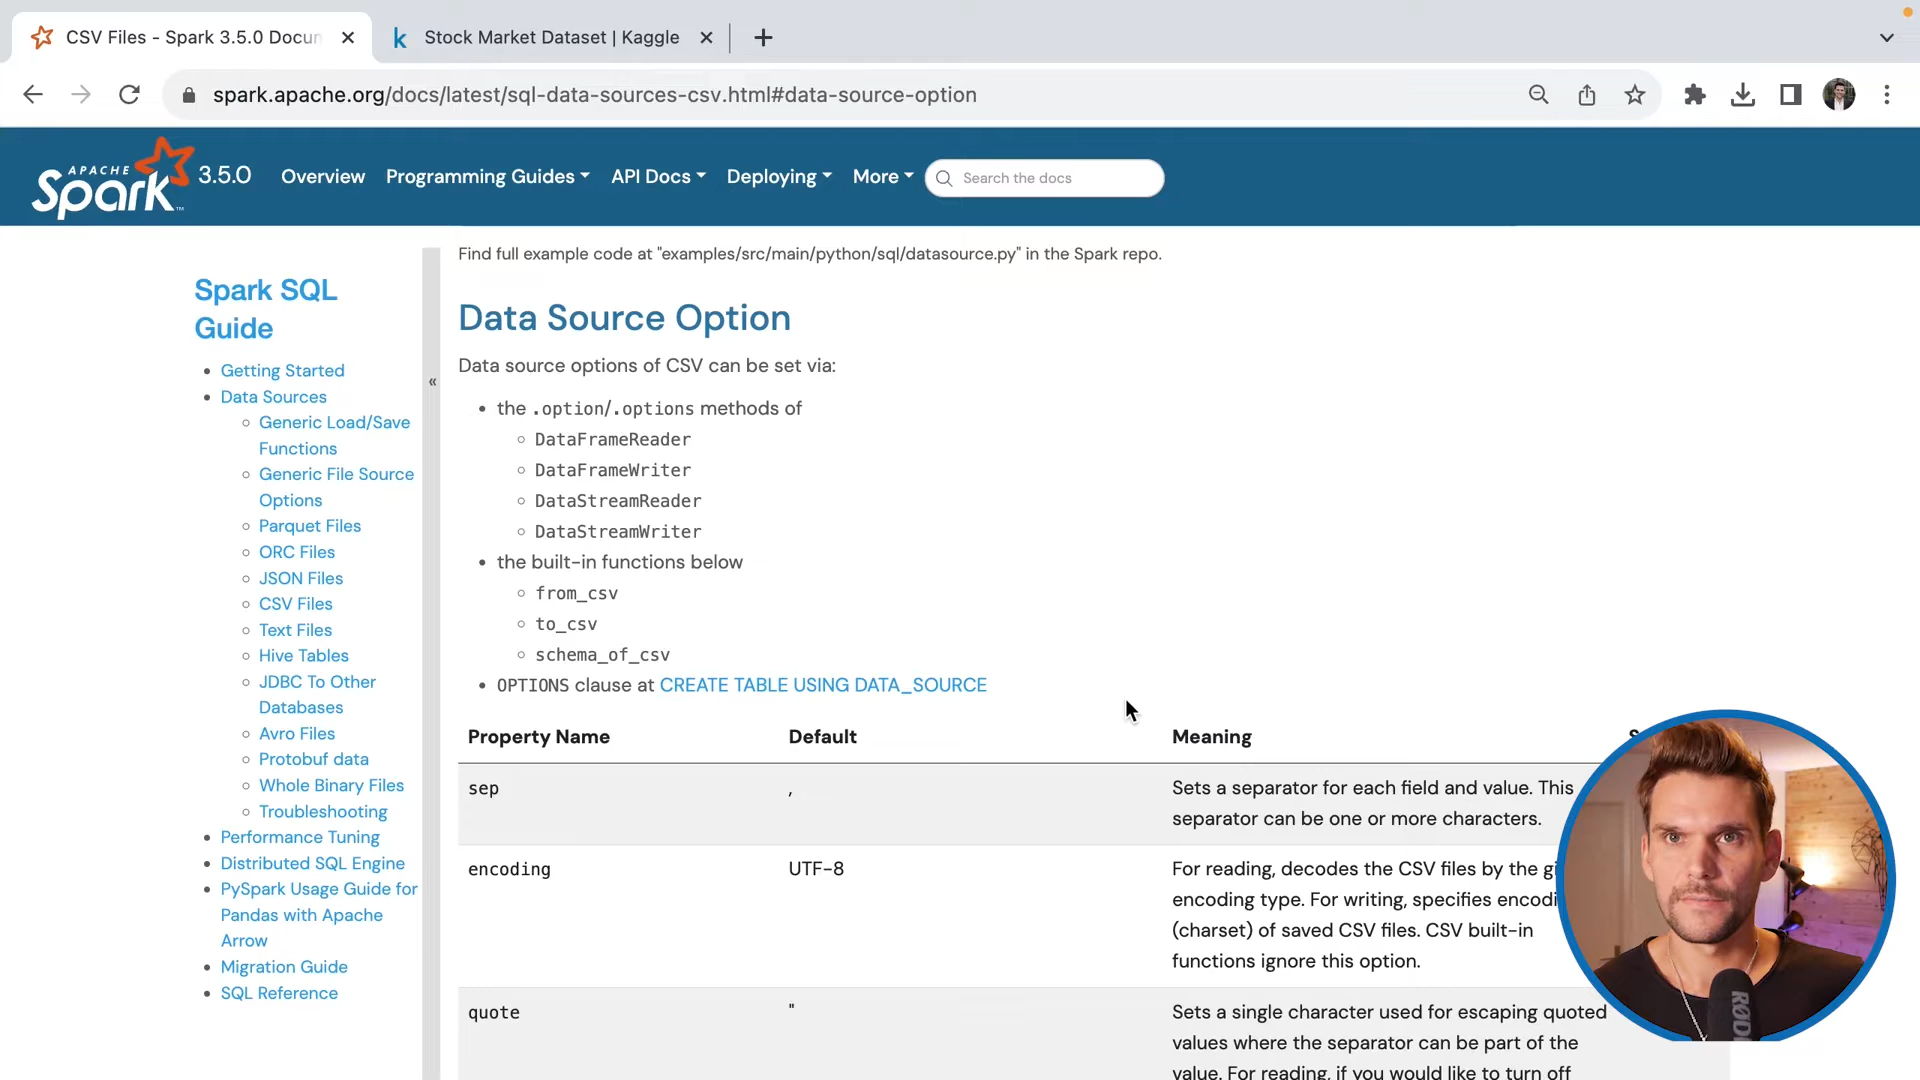 CSV Files - Spark 3.5.0 Docun
Stock Market Dataset | Kaggle
spark.apache.org/docs/latest/sql-data-sources-csv.html#data-source-option
APACHE Spark™ 3.5.0 Overview Programming Guides API Docs Deploying More Search the docs
Spark SQL
Guide
Getting Started
Data Sources
Generic Load/Save
Functions
Generic File Source
Options
Parquet Files
ORC Files
JSON Files
CSV Files
Text Files
Hive Tables
JDBC To Other
Databases
Avro Files
Protobuf data
Whole Binary Files
Troubleshooting
Performance Tuning
Distributed SQL Engine
PySpark Usage Guide for
Pandas with Apache
Arrow
Migration Guide
SQL Reference
«
Find full example code at "examples/src/main/python/sql/datasource.py" in the Spark repo.
Data Source Option
Data source options of CSV can be set via:
the .option/.options methods of
DataFrameReader
DataFrameWriter
DataStreamReader
DataStreamWriter
the built-in functions below
from_csv
to_csv
schema_of_csv
OPTIONS clause at CREATE TABLE USING DATA_SOURCE
Property Name Default Meaning
sep , Sets a separator for each field and value. This
separator can be one or more characters.
encoding UTF-8 For reading, decodes the CSV files by the gi
encoding type. For writing, specifies encodi
(charset) of saved CSV files. CSV built-in
functions ignore this option.
quote " Sets a single character used for escaping quoted
values where the separator can be part of the
value. For reading, if you would like to turn off
RØD